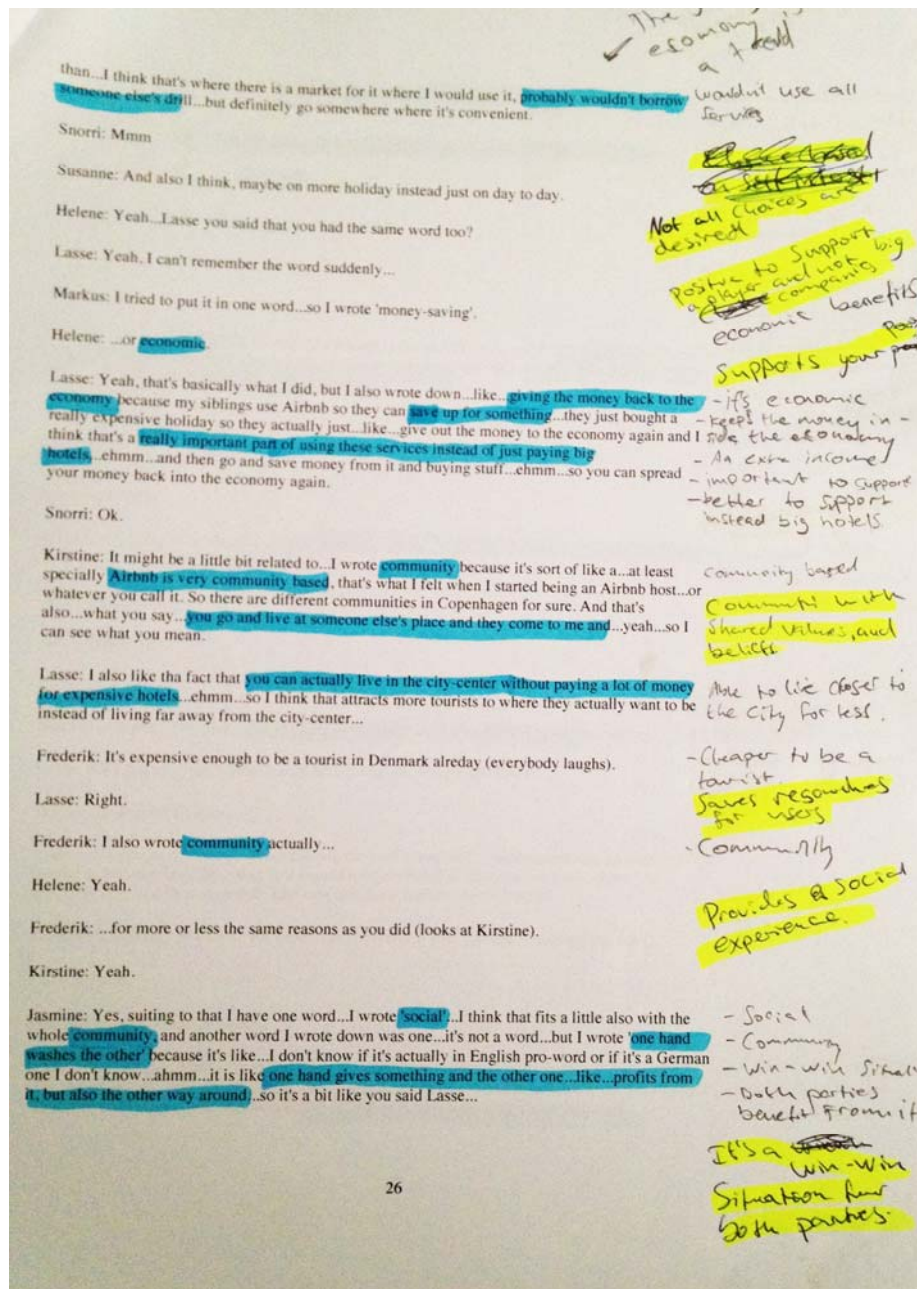 The
esomomy is
a trend
than...I think that's where there is a market for it where I would use it, probably wouldn't borrow
someone else's drill...but definitely go somewhere where it's convenient.
wouldn't use all
services
Snorri: Mmm
Susanne: And also I think, maybe on more holiday instead just on day to day.
Not all choices are
desired
Helene: Yeah...Lasse you said that you had the same word too?
Lasse: Yeah, I can't remember the word suddenly...
Positive to Support
a player and not big
companies
Markus: I tried to put it in one word...so I wrote 'money-saving'.
economic benefits
Helene: ...or economic.
Supports your
Lasse: Yeah, that's basically what I did, but I also wrote down...like...giving the money back to the
economy because my siblings use Airbnb so they can save up for something...they just bought a
really expensive holiday so they actually just...like...give out the money to the economy again and I
think that's a really important part of using these services instead of just paying big
hotels...ehmm...and then go and save money from it and buying stuff...ehmm...so you can spread
your money back into the economy again.
- it's economic
- keeps the money in-
side the economy
- An extra income
- important to support
- better to support
instead big hotels
Snorri: Ok.
Kirstine: It might be a little bit related to...I wrote community because it's sort of like a...at least
specially Airbnb is very community based, that's what I felt when I started being an Airbnb host...or
whatever you call it. So there are different communities in Copenhagen for sure. And that's
also...what you say...you go and live at someone else's place and they come to me and...yeah...so I
can see what you mean.
Community based
Community with
Shared values, and
beliefs
Lasse: I also like tha fact that you can actually live in the city-center without paying a lot of money
for expensive hotels...ehmm...so I think that attracts more tourists to where they actually want to be
instead of living far away from the city-center...
Able to live closer to
the City for less.
Frederik: It's expensive enough to be a tourist in Denmark alreday (everybody laughs).
- Cheaper to be a
tourist
Lasse: Right.
Saves resources
for users
Frederik: I also wrote community actually...
- Community
Helene: Yeah.
Provides a Social
experience.
Frederik: ...for more or less the same reasons as you did (looks at Kirstine).
Kirstine: Yeah.
Jasmine: Yes, suiting to that I have one word...I wrote 'social'...I think that fits a little also with the
whole community, and another word I wrote down was one...it's not a word...but I wrote 'one hand
washes the other' because it's like...I don't know if it's actually in English pro-word or if it's a German
one I don't know...ahmm...it is like one hand gives something and the other one...like...profits from
it, but also the other way around...so it's a bit like you said Lasse...
- Social
- Community
- Win-win Situat
- Both parties
benefit From it
It's a
Win-Win
Situation for
both parties.
26